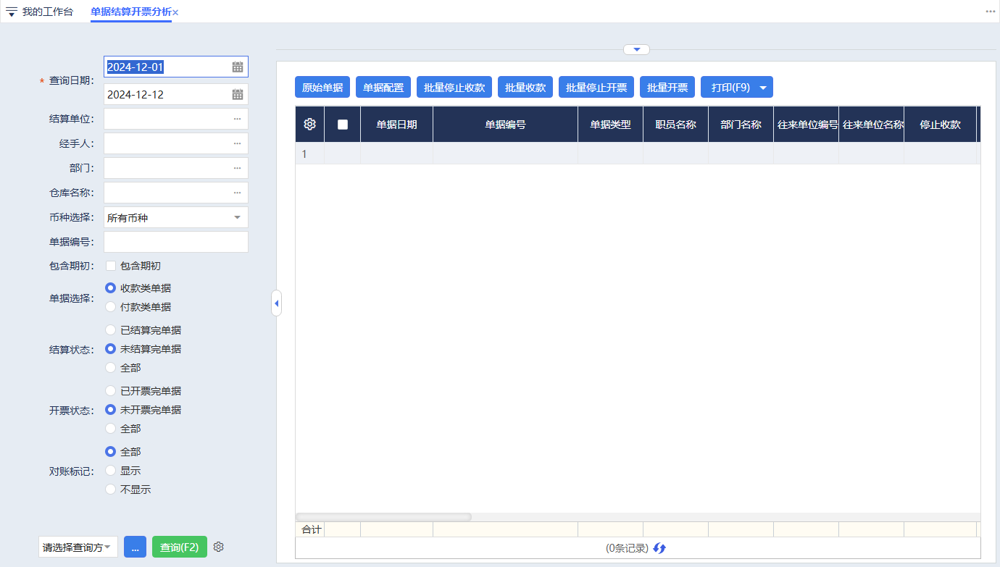 我的工作台 单据结算开票分析×
* 查询日期: 2024-12-01
2024-12-12
结算单位:
经手人:
部门:
仓库名称:
币种选择: 所有币种
单据编号:
包含期初: 包含期初
单据选择: 收款类单据
付款类单据
结算状态: 已结算完单据
未结算完单据
全部
开票状态: 已开票完单据
未开票完单据
全部
对账标记: 全部
显示
不显示
请选择查询方 ... 查询(F2)
原始单据 单据配置 批量停止收款 批量收款 批量停止开票 批量开票 打印(F9)
单据日期 单据编号 单据类型 职员名称 部门名称 往来单位编号 往来单位名称 停止收款
1
合计
(0条记录)